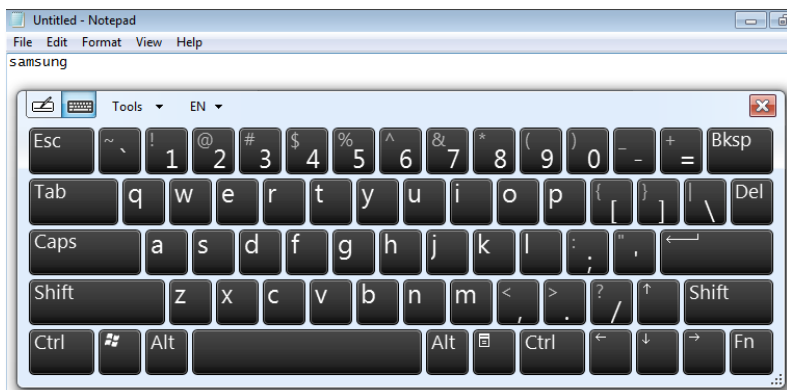 Untitled - Notepad
File Edit Format View Help
samsung
Tools EN
Esc ~ ` ! 1 @ 2 # 3 $ 4 % 5 ^ 6 & 7 * 8 ( 9 ) 0 _ - + = Bksp
Tab q w e r t y u i o p { [ } ] | \ Del
Caps a s d f g h j k l : ; " '
Shift z x c v b n m < , > . ? / ↑ Shift
Ctrl Alt Alt Ctrl ← ↓ → Fn